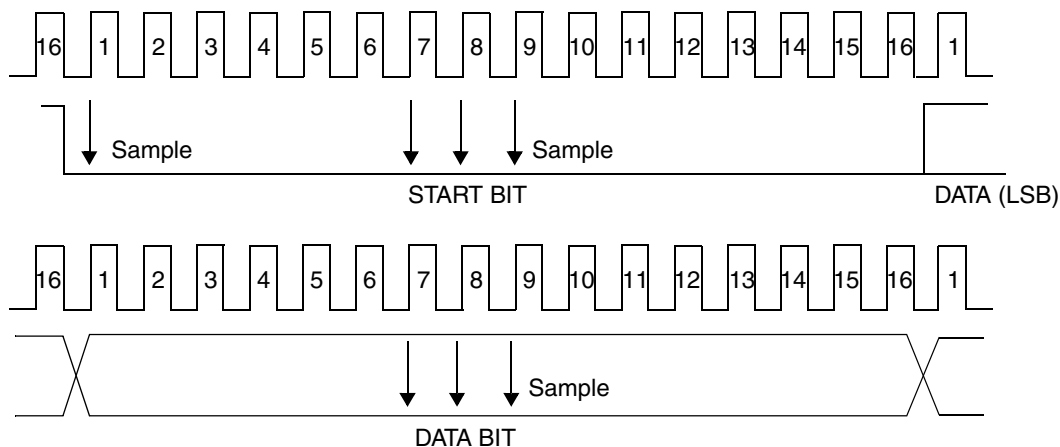 16 1 2 3 4 5 6 7 8 9 10 11 12 13 14 15 16 1
Sample Sample
START BIT DATA (LSB)
16 1 2 3 4 5 6 7 8 9 10 11 12 13 14 15 16 1
Sample
DATA BIT